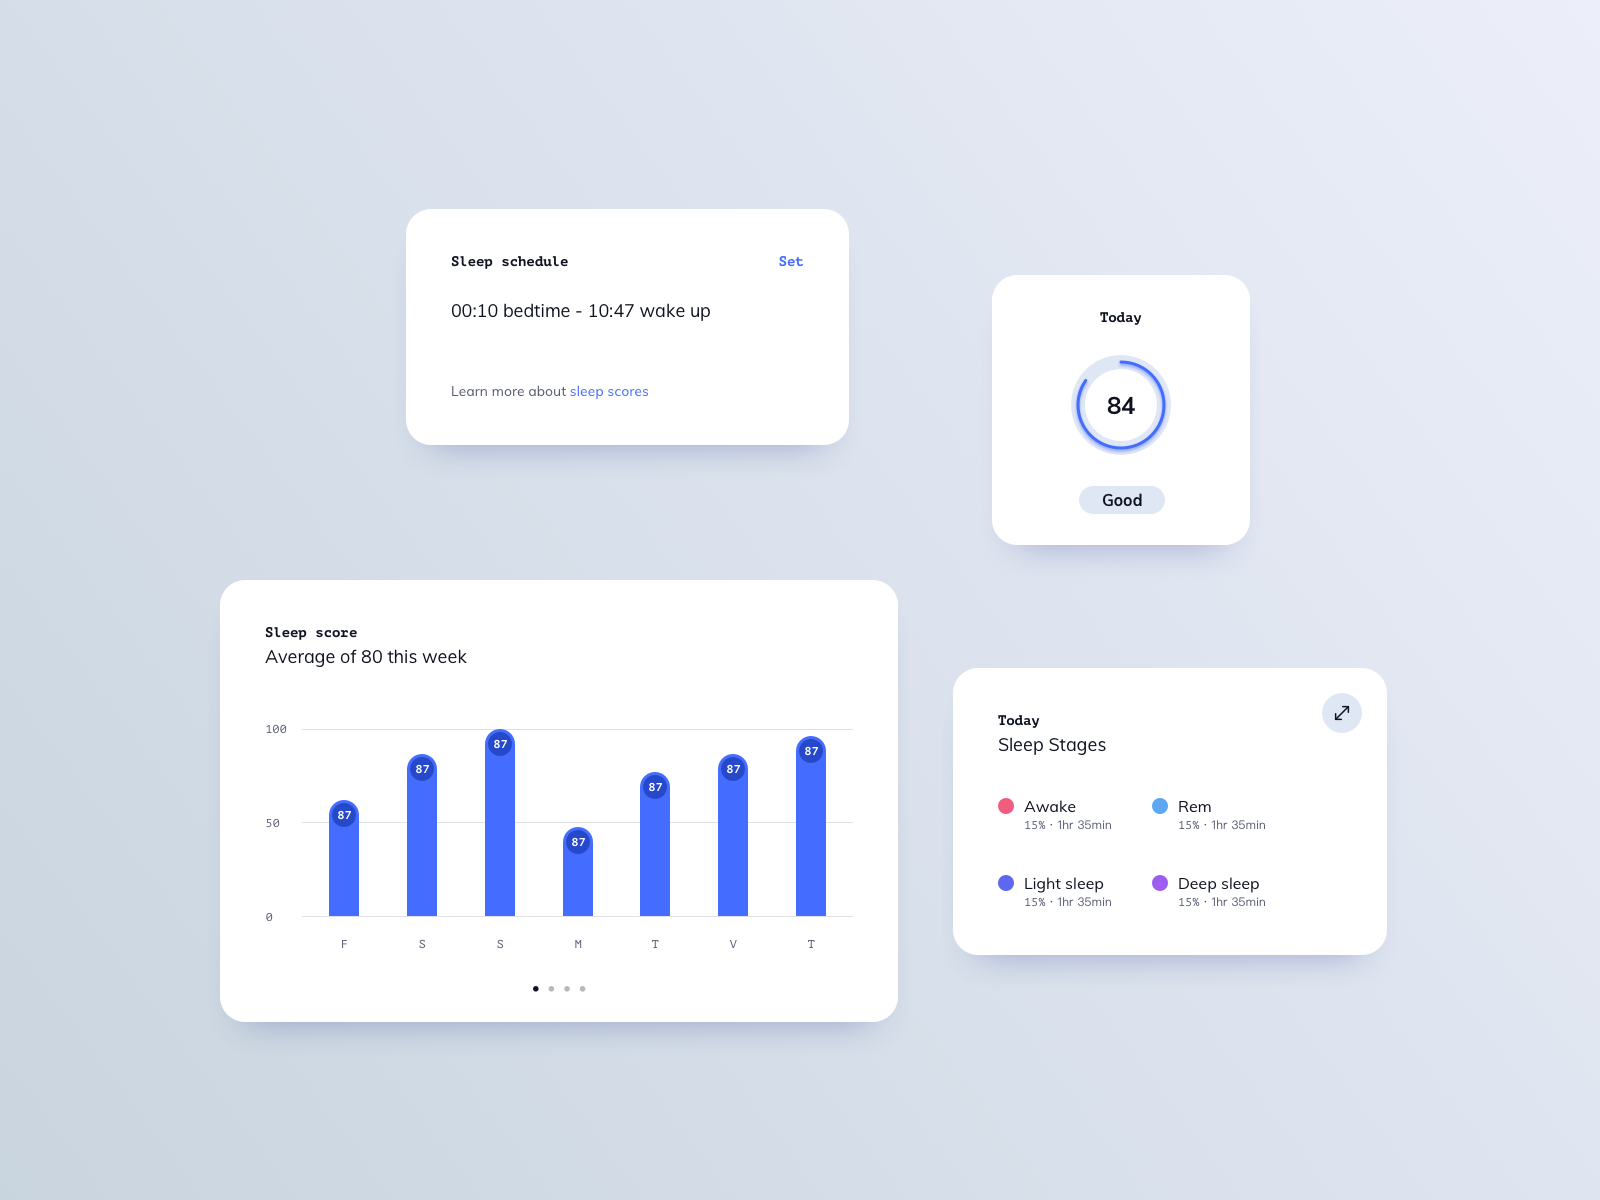 Sleep schedule
Set
00:10 bedtime - 10:47 wake up
Learn more about sleep scores
Today
84
Good
Sleep score
Average of 80 this week
100
50
0
87
87
87
87
87
87
87
F
S
S
M
T
V
T
Today
Sleep Stages
Awake
15% · 1hr 35min
Rem
15% · 1hr 35min
Light sleep
15% · 1hr 35min
Deep sleep
15% · 1hr 35min